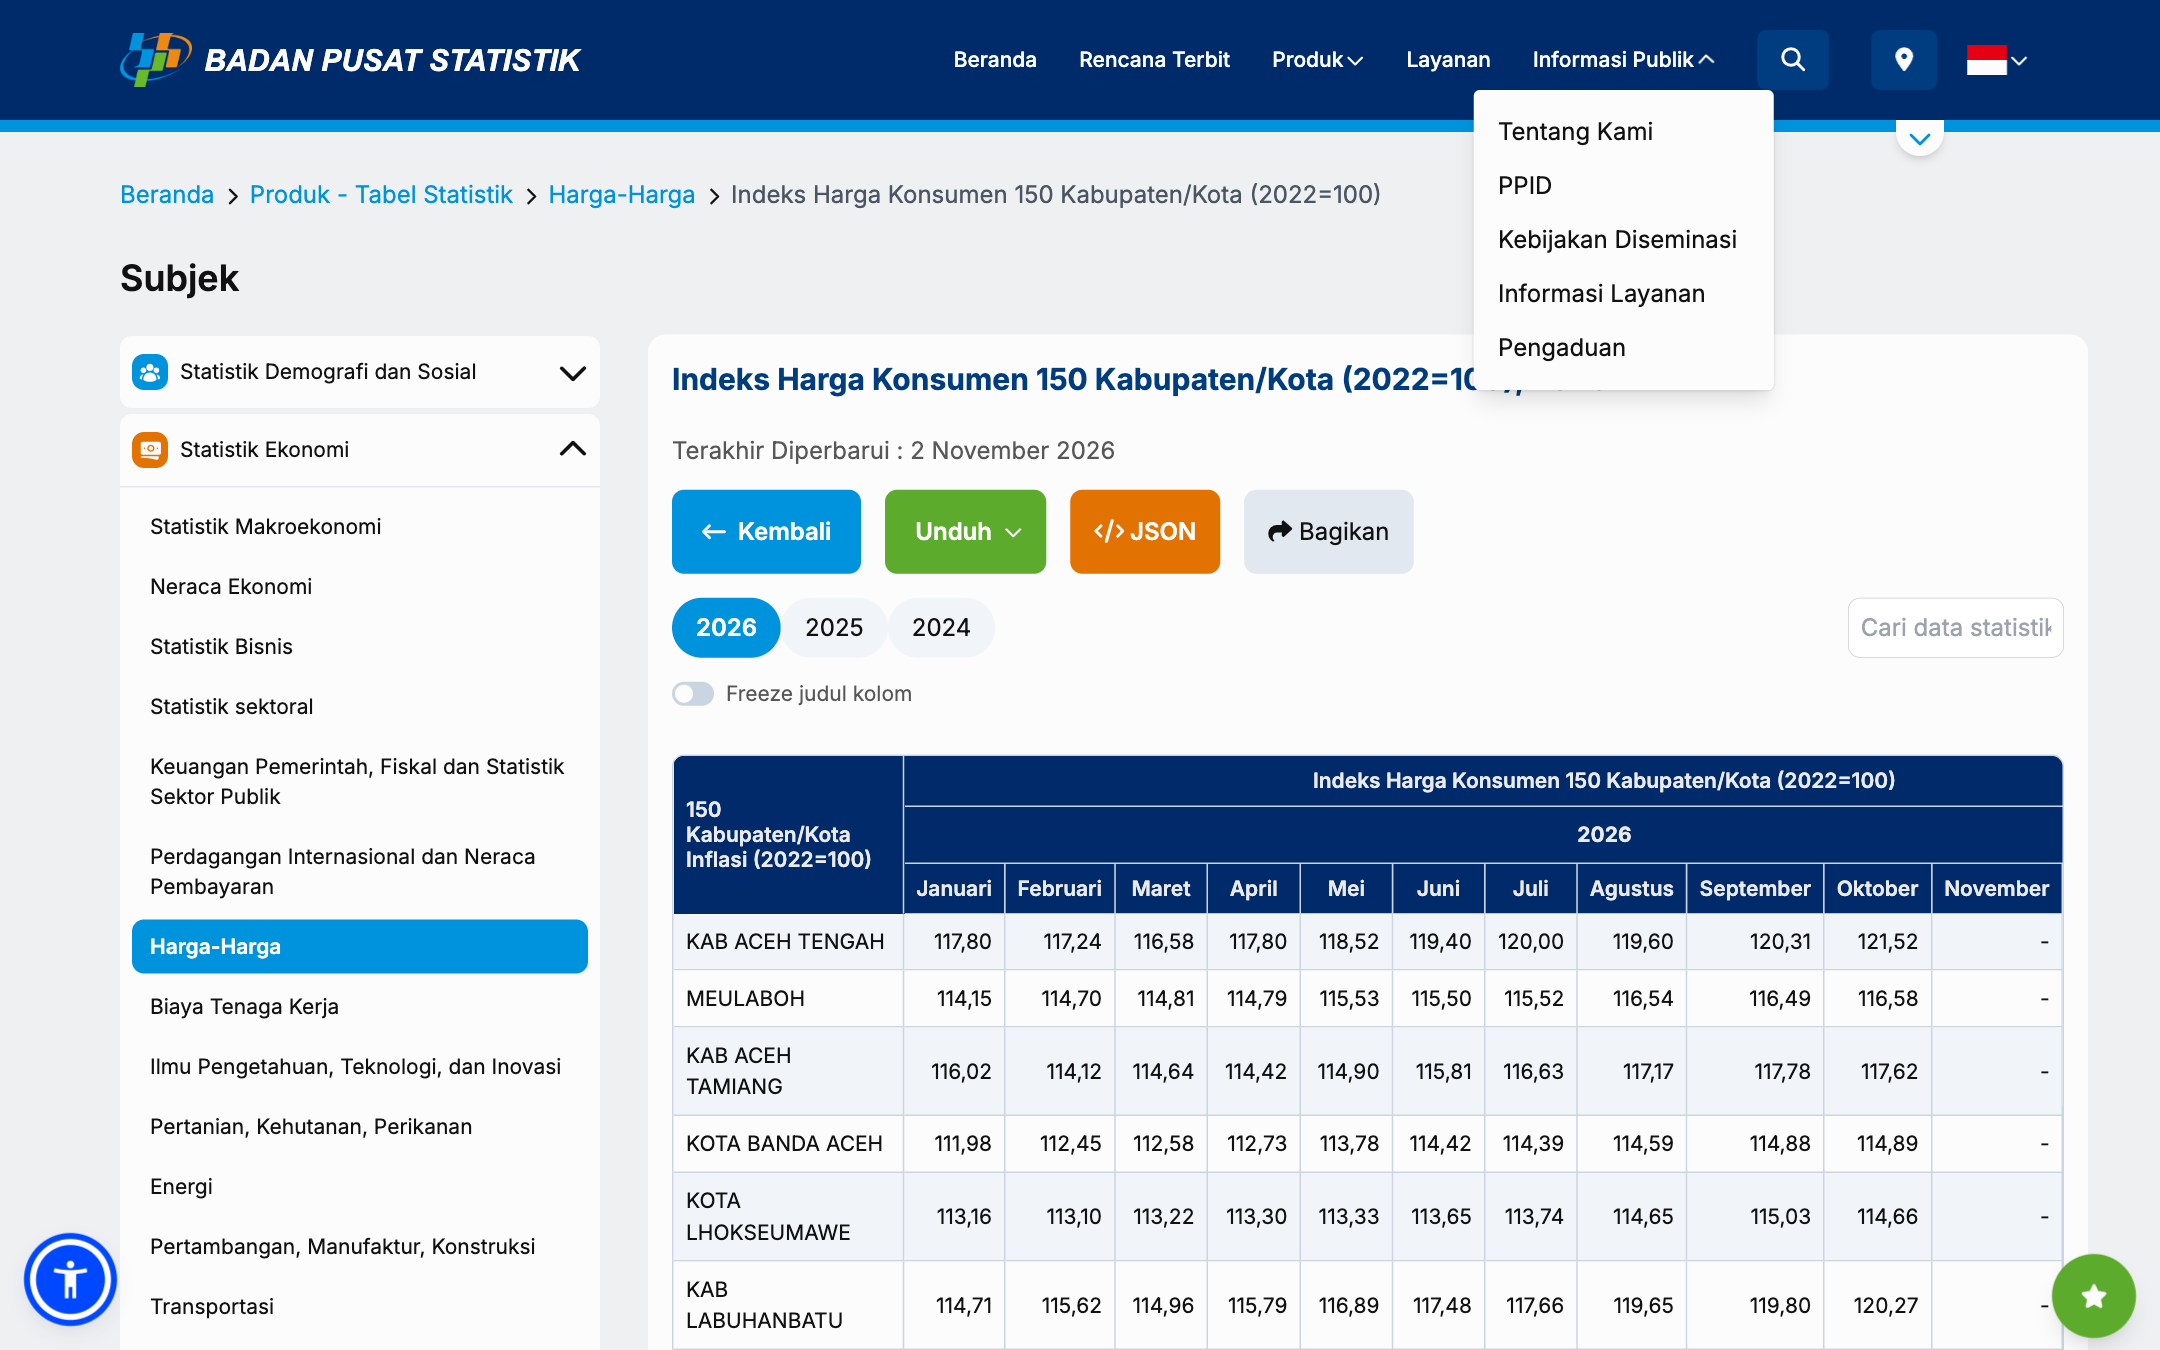 BADAN PUSAT STATISTIK
Beranda
Rencana Terbit
Produk
Layanan
Informasi Publik
Tentang Kami
PPID
Kebijakan Diseminasi
Informasi Layanan
Pengaduan
Beranda > Produk - Tabel Statistik > Harga-Harga > Indeks Harga Konsumen 150 Kabupaten/Kota (2022=100)
Subjek
Statistik Demografi dan Sosial
Statistik Ekonomi
Statistik Makroekonomi
Neraca Ekonomi
Statistik Bisnis
Statistik sektoral
Keuangan Pemerintah, Fiskal dan Statistik
Sektor Publik
Perdagangan Internasional dan Neraca
Pembayaran
Harga-Harga
Biaya Tenaga Kerja
Ilmu Pengetahuan, Teknologi, dan Inovasi
Pertanian, Kehutanan, Perikanan
Energi
Pertambangan, Manufaktur, Konstruksi
Transportasi
Indeks Harga Konsumen 150 Kabupaten/Kota
Terakhir Diperbarui : 2 November 2026
Kembali
Unduh
</> JSON
Bagikan
2026
2025
2024
Cari data statistik
Freeze judul kolom
150
Kabupaten/Kota
Inflasi (2022=100)
Indeks Harga Konsumen 150 Kabupaten/Kota (2022=100)
2026
Januari Februari Maret April Mei Juni Juli Agustus September Oktober November
KAB ACEH TENGAH 117,80 117,24 116,58 117,80 118,52 119,40 120,00 119,60 120,31 121,52 -
MEULABOH 114,15 114,70 114,81 114,79 115,53 115,50 115,52 116,54 116,49 116,58 -
KAB ACEH
TAMIANG
116,02 114,12 114,64 114,42 114,90 115,81 116,63 117,17 117,78 117,62 -
KOTA BANDA ACEH 111,98 112,45 112,58 112,73 113,78 114,42 114,39 114,59 114,88 114,89 -
KOTA
LHOKSEUMAWE
113,16 113,10 113,22 113,30 113,33 113,65 113,74 114,65 115,03 114,66 -
KAB
LABUHANBATU
114,71 115,62 114,96 115,79 116,89 117,48 117,66 119,65 119,80 120,27 -